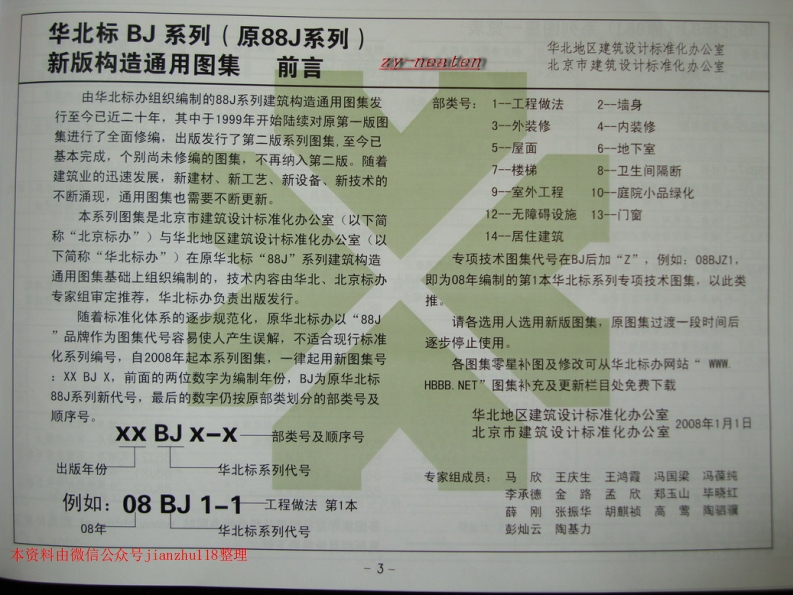 华北标 BJ 系列（原88J系列）
新版构造通用图集 前言
zy-newton
华北地区建筑设计标准化办公室
北京市建筑设计标准化办公室
由华北标办组织编制的88J系列建筑构造通用图集发
行至今已近二十年，其中于1999年开始陆续对原第一版图
集进行了全面修编，出版发行了第二版系列图集,至今已
基本完成，个别尚未修编的图集，不再纳入第二版。随着
建筑业的迅速发展，新建材、新工艺、新设备、新技术的
不断涌现，通用图集也需要不断更新。
本系列图集是北京市建筑设计标准化办公室（以下简
称“北京标办”）与华北地区建筑设计标准化办公室（以
下简称“华北标办”）在原华北标“88J”系列建筑构造
通用图集基础上组织编制的，技术内容由华北、北京标办
专家组审定推荐，华北标办负责出版发行。
随着标准化体系的逐步规范化，原华北标办以“88J
”品牌作为图集代号容易使人产生误解，不适合现行标准
化系列编号，自2008年起本系列图集，一律起用新图集号
：XX BJ X，前面的两位数字为编制年份，BJ为原华北标
88J系列新代号，最后的数字仍按原部类划分的部类号及
顺序号。
xx BJ x-x 部类号及顺序号
出版年份 华北标系列代号
例如：08 BJ 1-1 工程做法 第1本
08年 华北标系列代号
部类号： 1--工程做法 2--墙身
3--外装修 4--内装修
5--屋面 6--地下室
7--楼梯 8--卫生间隔断
9--室外工程 10--庭院小品绿化
12--无障碍设施 13--门窗
14--居住建筑
专项技术图集代号在BJ后加“Z”，例如：08BJZ1，
即为08年编制的第1本华北标系列专项技术图集，以此类
推。
请各选用人选用新版图集，原图集过渡一段时间后
逐步停止使用。
各图集零星补图及修改可从华北标办网站“ WWW.
HBBB.NET”图集补充及更新栏目处免费下载
华北地区建筑设计标准化办公室
北京市建筑设计标准化办公室 2008年1月1日
专家组成员： 马 欣 王庆生 王鸿霞 冯国梁 冯葆纯
李承德 金 路 孟 欣 郑玉山 毕晓红
薛 刚 张振华 胡麒祯 高 莺 陶驷骥
彭灿云 陶基力
本资料由微信公众号jianzhu118整理
- 3 -